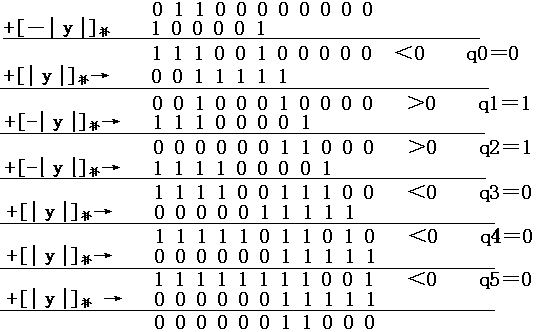 0 1 1 0 0 0 0 0 0 0 0
+[—| y |]补 1 0 0 0 0 1
1 1 1 0 0 1 0 0 0 0 0 <0 q0=0
+[| y |]补→ 0 0 1 1 1 1 1
0 0 1 0 0 0 1 0 0 0 0 >0 q1=1
+[-| y |]补→ 1 1 1 0 0 0 0 1
0 0 0 0 0 0 1 1 0 0 0 >0 q2=1
+[-| y |]补→ 1 1 1 1 0 0 0 0 1
1 1 1 1 0 0 1 1 1 0 0 <0 q3=0
+[| y |]补→ 0 0 0 0 0 1 1 1 1 1
1 1 1 1 1 0 1 1 0 1 0 <0 q4=0
+[| y |]补→ 0 0 0 0 0 0 1 1 1 1 1
1 1 1 1 1 1 1 1 0 0 1 <0 q5=0
+[| y |]补 → 0 0 0 0 0 0 1 1 1 1 1
0 0 0 0 0 0 1 1 0 0 0